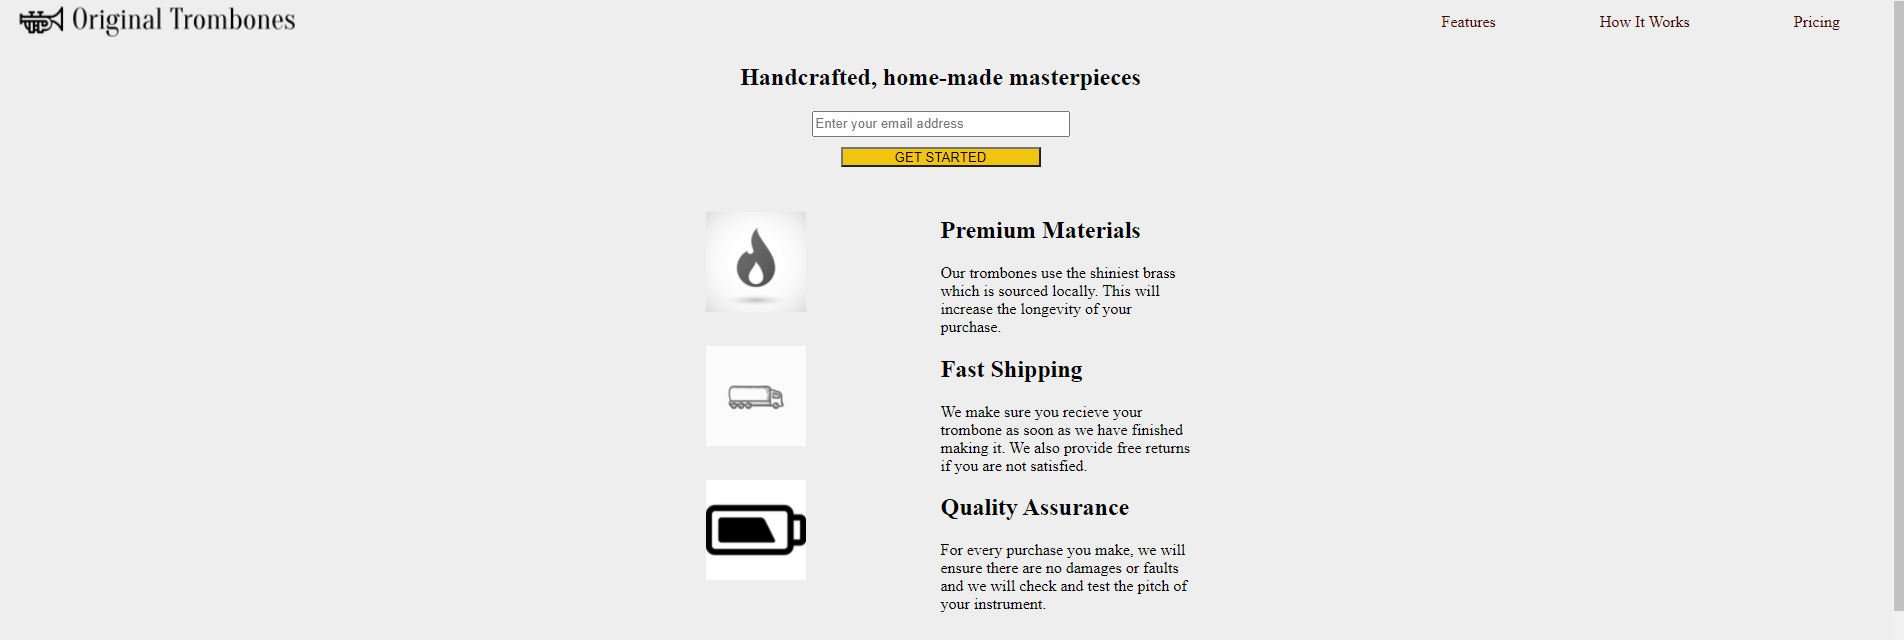 Original Trombones
Features
How It Works
Pricing
Handcrafted, home-made masterpieces
Enter your email address
GET STARTED
Premium Materials
Our trombones use the shiniest brass
which is sourced locally. This will
increase the longevity of your
purchase.
Fast Shipping
We make sure you recieve your
trombone as soon as we have finished
making it. We also provide free returns
if you are not satisfied.
Quality Assurance
For every purchase you make, we will
ensure there are no damages or faults
and we will check and test the pitch of
your instrument.